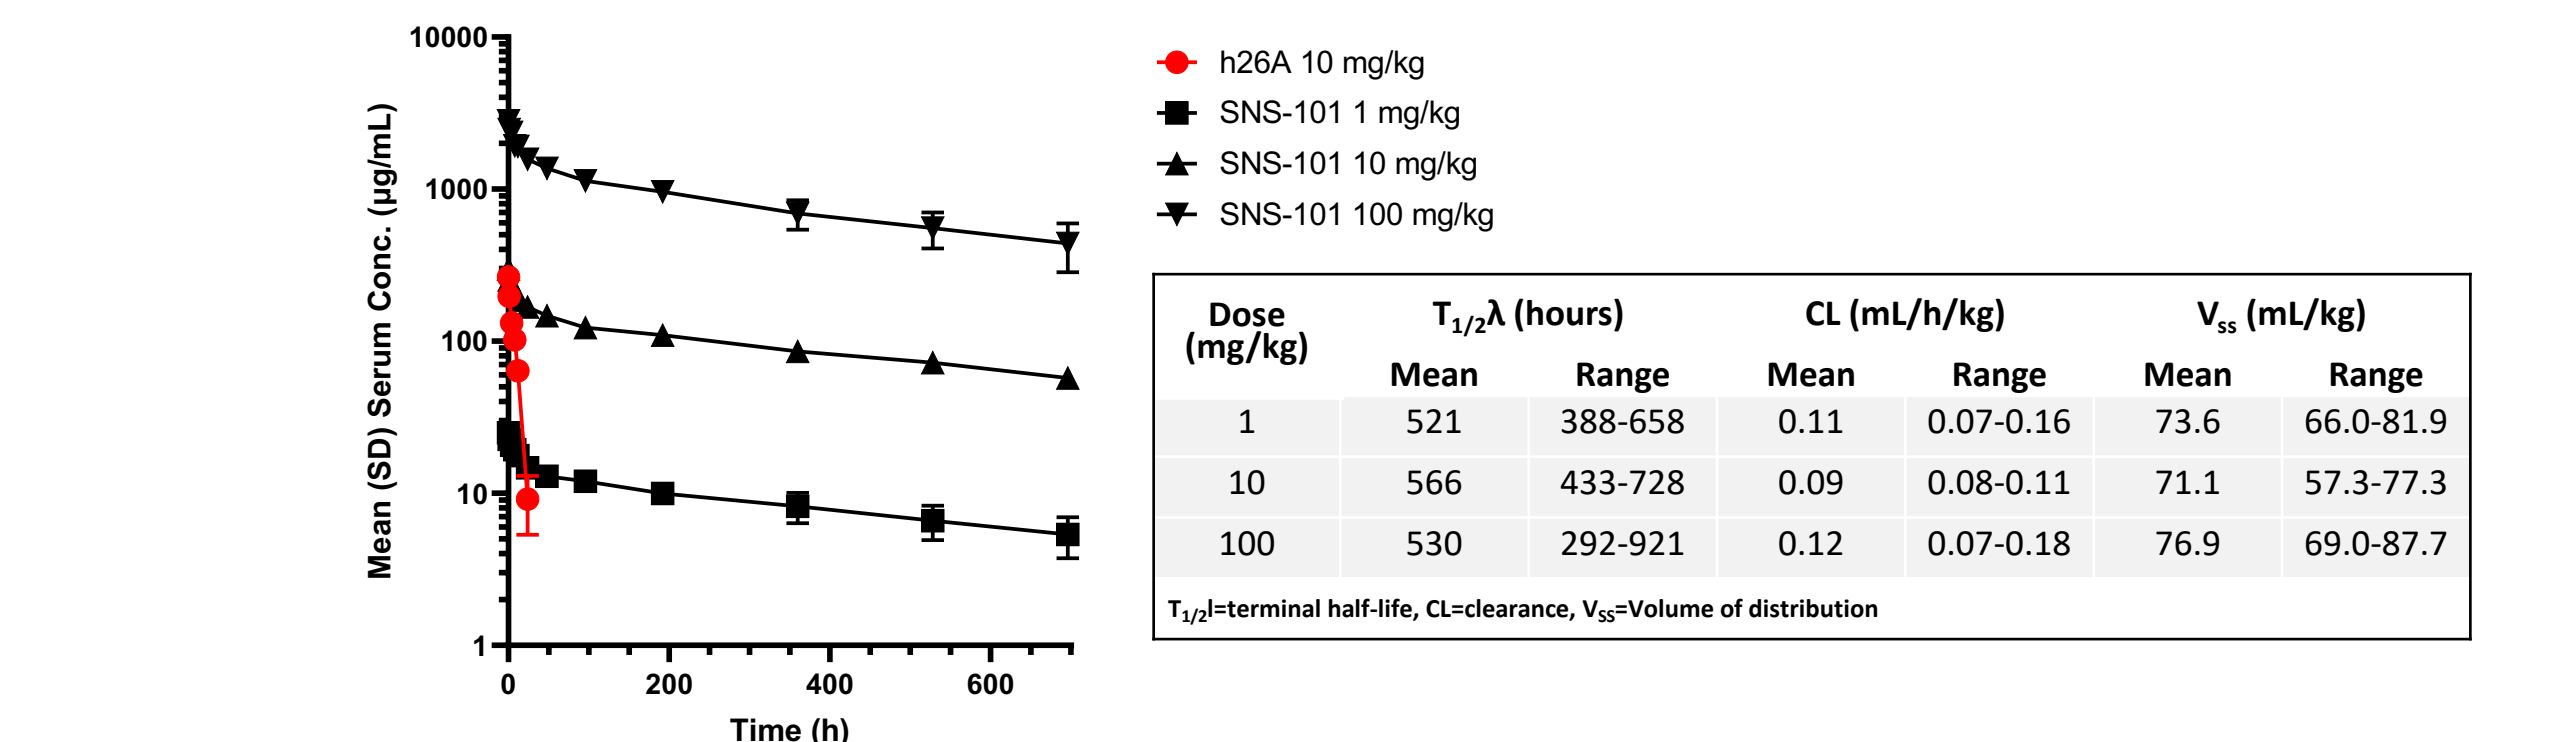 10000
1000
100
10
1
Mean (SD) Serum Conc. (µg/mL)
0 200 400 600
Time (h)
h26A 10 mg/kg
SNS-101 1 mg/kg
SNS-101 10 mg/kg
SNS-101 100 mg/kg
Dose (mg/kg) T1/2λ (hours) CL (mL/h/kg) Vss (mL/kg)
Mean Range Mean Range Mean Range
1 521 388-658 0.11 0.07-0.16 73.6 66.0-81.9
10 566 433-728 0.09 0.08-0.11 71.1 57.3-77.3
100 530 292-921 0.12 0.07-0.18 76.9 69.0-87.7
T1/2l=terminal half-life, CL=clearance, VSS=Volume of distribution